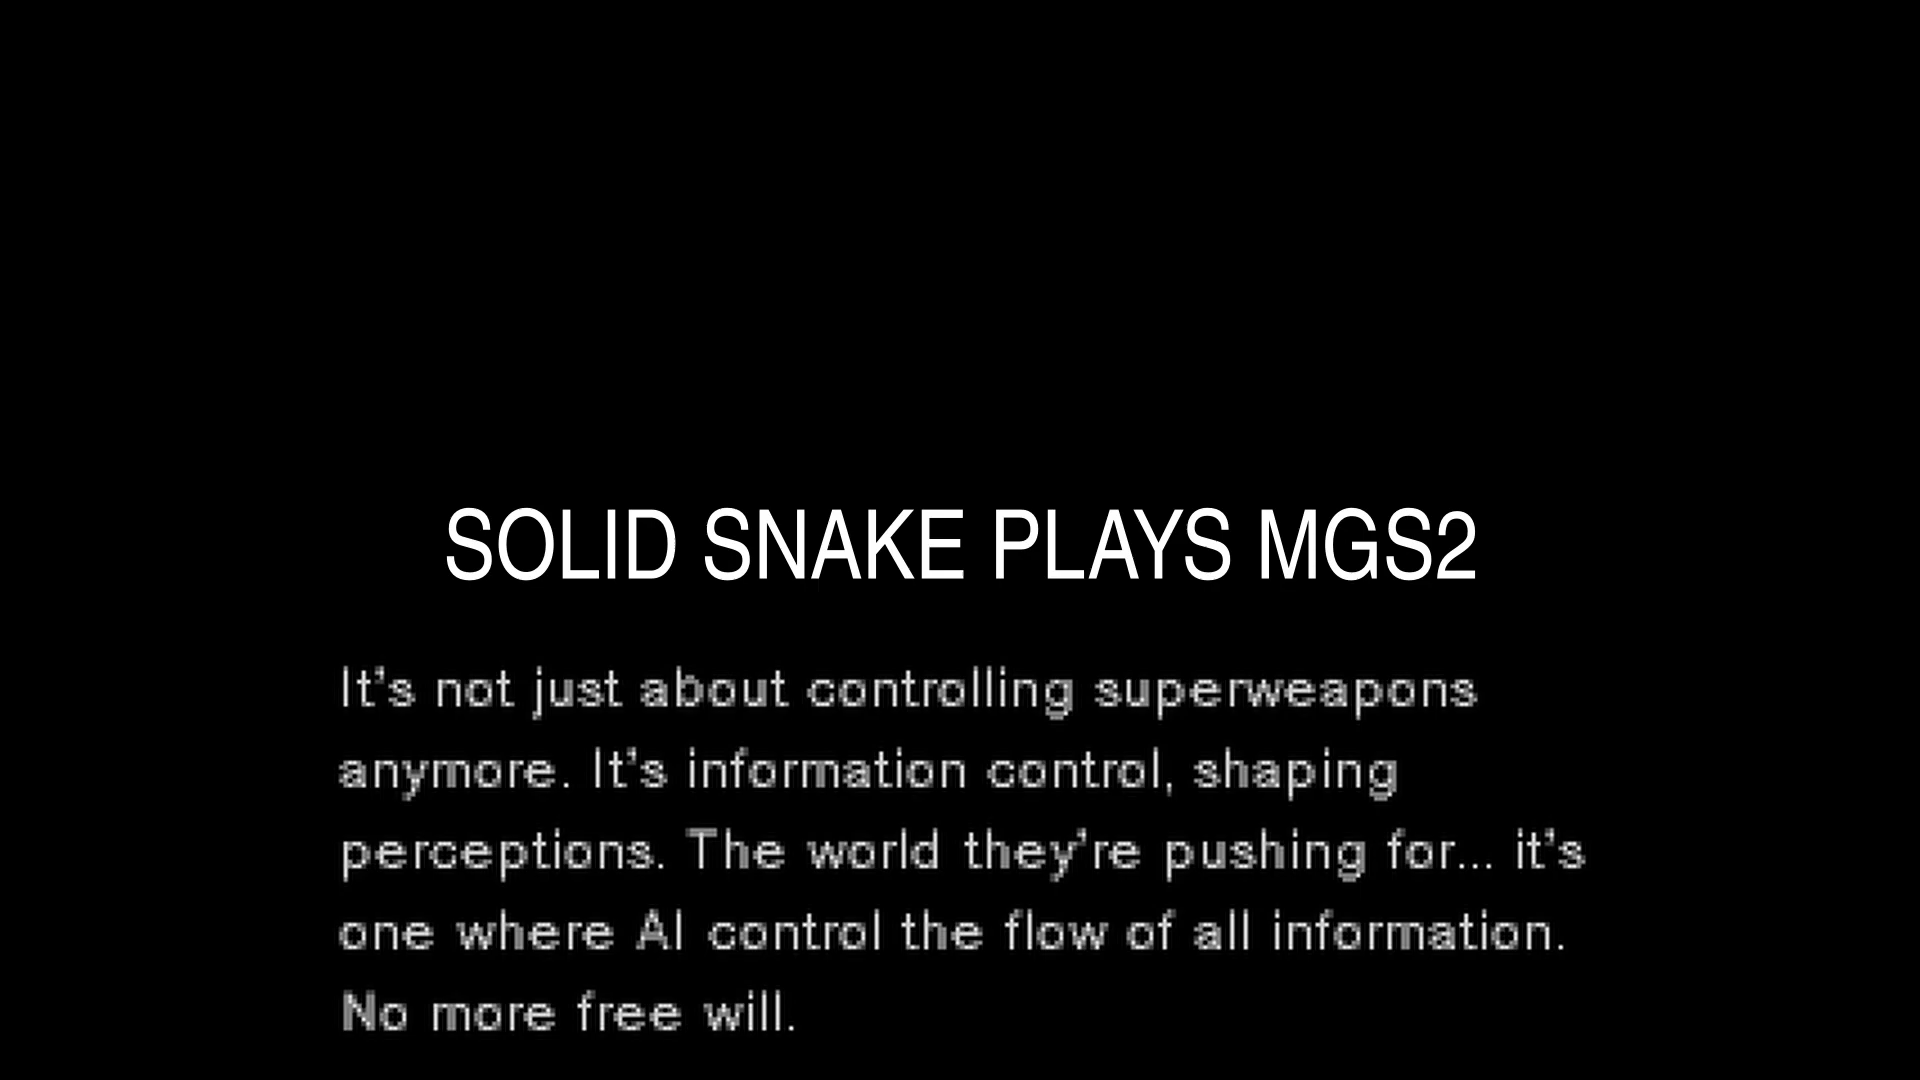 SOLID SNAKE PLAYS MGS2
It's not just about controlling superweapons
anymore. It's information control, shaping
perceptions. The world they're pushing for... it's
one where AI control the flow of all information.
No more free will.